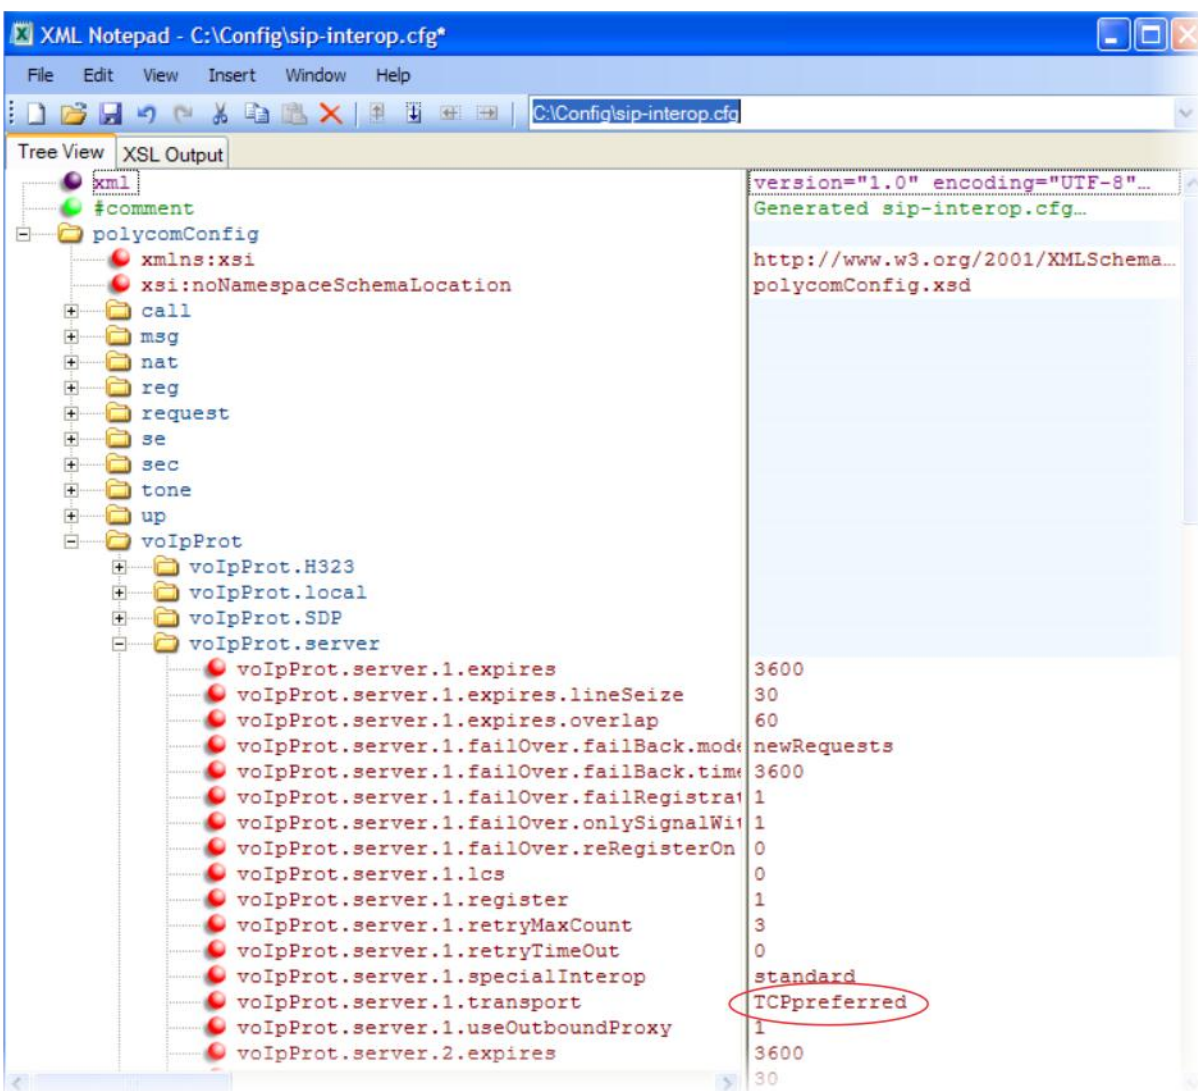 XML Notepad - C:\Config\sip-interop.cfg*
File Edit View Insert Window Help
C:\Config\sip-interop.cfg
Tree View XSL Output
xml version="1.0" encoding="UTF-8"...
#comment Generated sip-interop.cfg...
polycomConfig
xmlns:xsi http://www.w3.org/2001/XMLSchema...
xsi:noNamespaceSchemaLocation polycomConfig.xsd
call
msg
nat
reg
request
se
sec
tone
up
voIpProt
voIpProt.H323
voIpProt.local
voIpProt.SDP
voIpProt.server
voIpProt.server.1.expires 3600
voIpProt.server.1.expires.lineSeize 30
voIpProt.server.1.expires.overlap 60
voIpProt.server.1.failOver.failBack.mode newRequests
voIpProt.server.1.failOver.failBack.time 3600
voIpProt.server.1.failOver.failRegistrat 1
voIpProt.server.1.failOver.onlySignalWit 1
voIpProt.server.1.failOver.reRegisterOn 0
voIpProt.server.1.lcs 0
voIpProt.server.1.register 1
voIpProt.server.1.retryMaxCount 3
voIpProt.server.1.retryTimeOut 0
voIpProt.server.1.specialInterop standard
voIpProt.server.1.transport TCPpreferred
voIpProt.server.1.useOutboundProxy 1
voIpProt.server.2.expires 3600
30